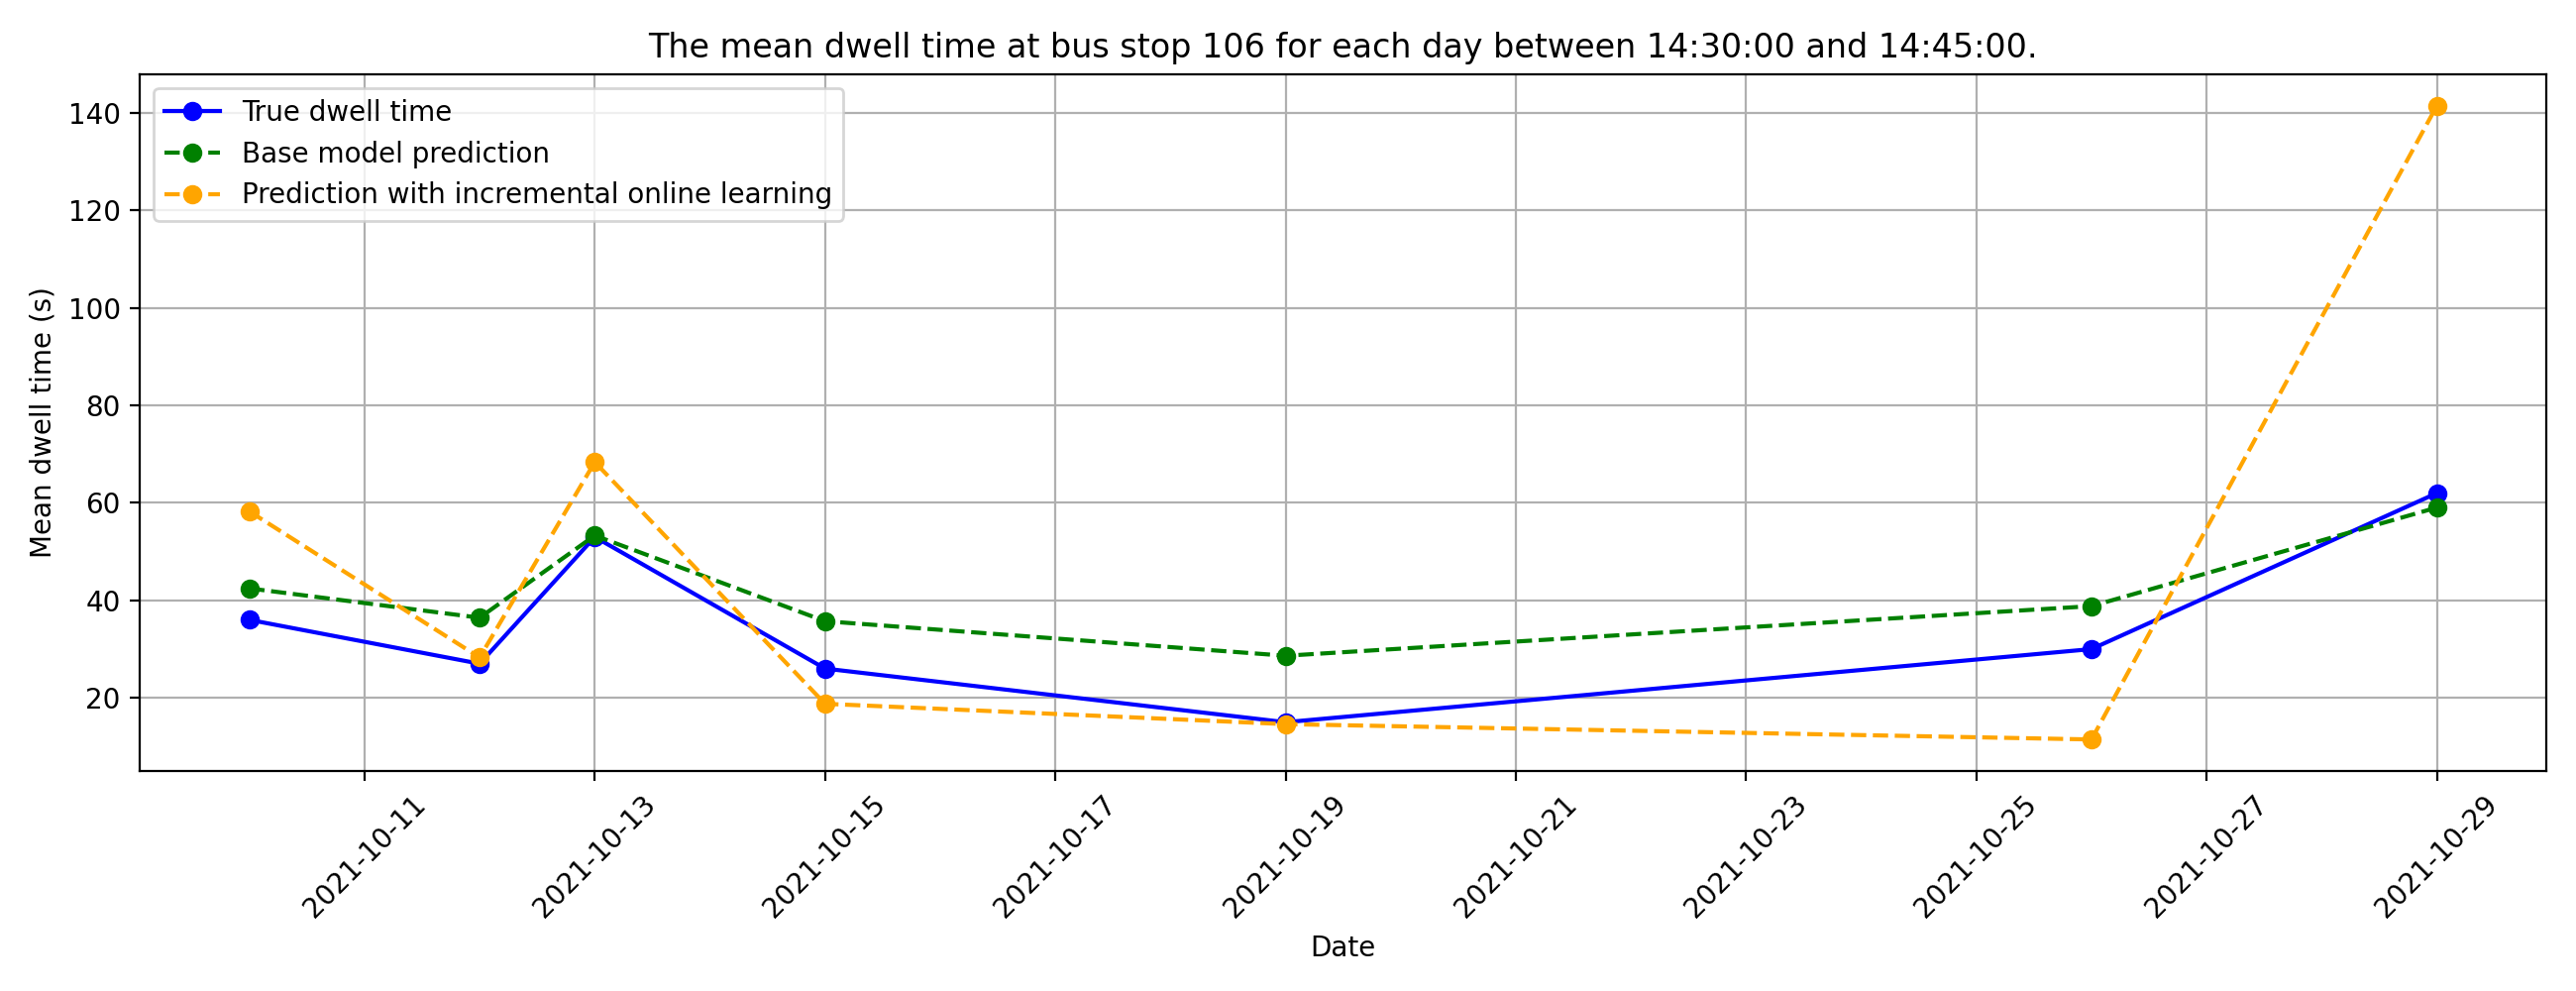 The mean dwell time at bus stop 106 for each day between 14:30:00 and 14:45:00.
True dwell time
Base model prediction
Prediction with incremental online learning
Mean dwell time (s)
140
120
100
80
60
40
20
2021-10-11
2021-10-13
2021-10-15
2021-10-17
2021-10-19
2021-10-21
2021-10-23
2021-10-25
2021-10-27
2021-10-29
Date